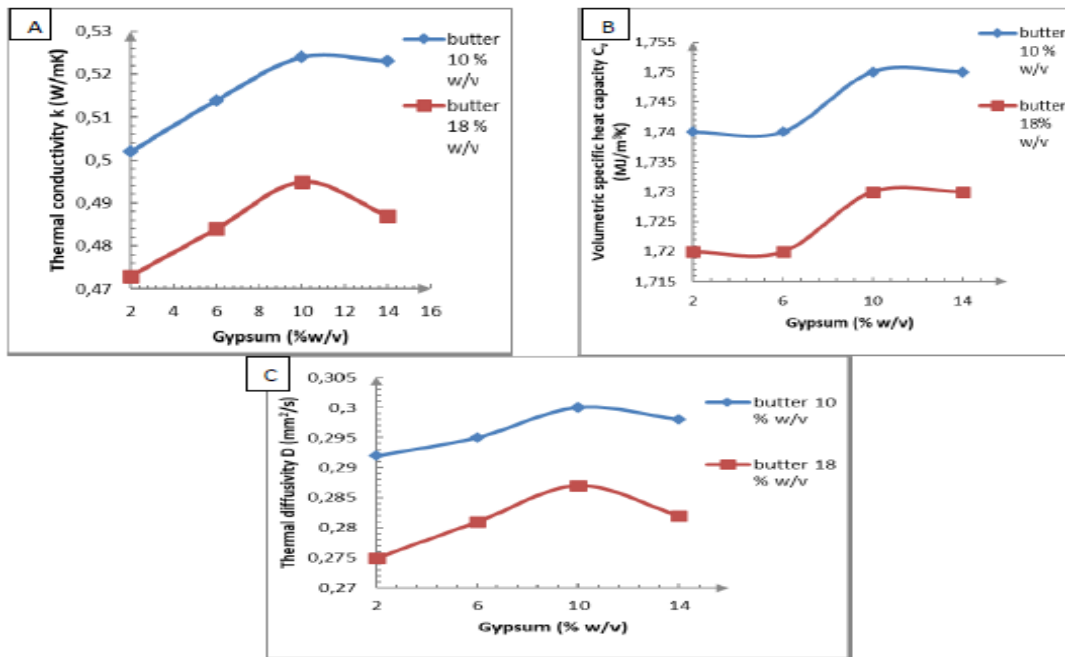 A
Thermal conductivity k (W/mK)
0,53
0,52
0,51
0,5
0,49
0,48
0,47
2 4 6 8 10 12 14 16
Gypsum (%w/v)
butter
10 %
w/v
butter
18 %
w/v
B
Volumetric specific heat capacity Cv
(MJ/m³K)
1,755
1,75
1,745
1,74
1,735
1,73
1,725
1,72
1,715
2 6 10 14
Gypsum (% w/v)
butter
10 %
w/v
butter
18%
w/v
C
Thermal diffusivity D (mm²/s)
0,305
0,3
0,295
0,29
0,285
0,28
0,275
0,27
2 6 10 14
Gypsum (% w/v)
butter 10
% w/v
butter 18
% w/v